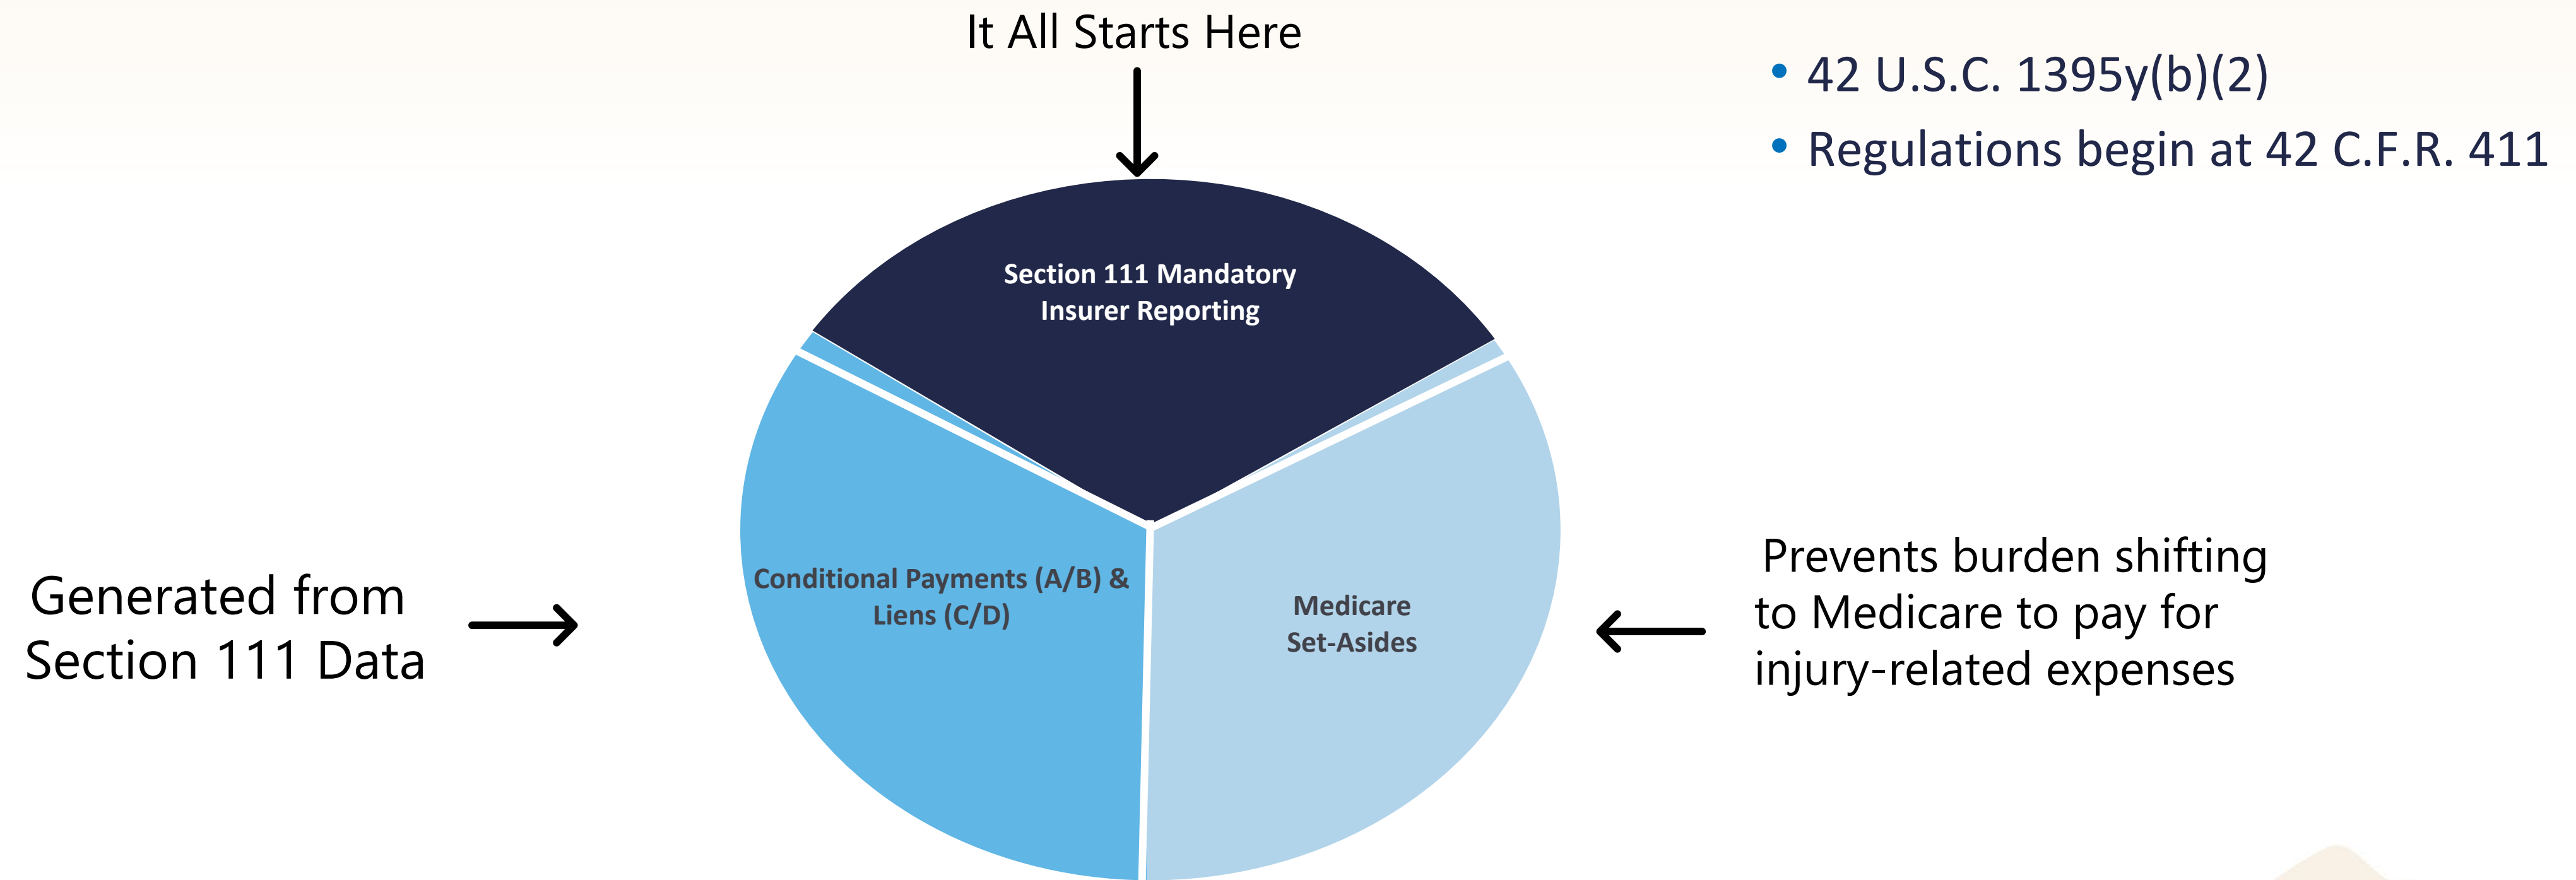 It All Starts Here
• 42 U.S.C. 1395y(b)(2)
• Regulations begin at 42 C.F.R. 411
Section 111 Mandatory
Insurer Reporting
Generated from
Section 111 Data
Conditional Payments (A/B) &
Liens (C/D)
Medicare
Set-Asides
Prevents burden shifting
to Medicare to pay for
injury-related expenses